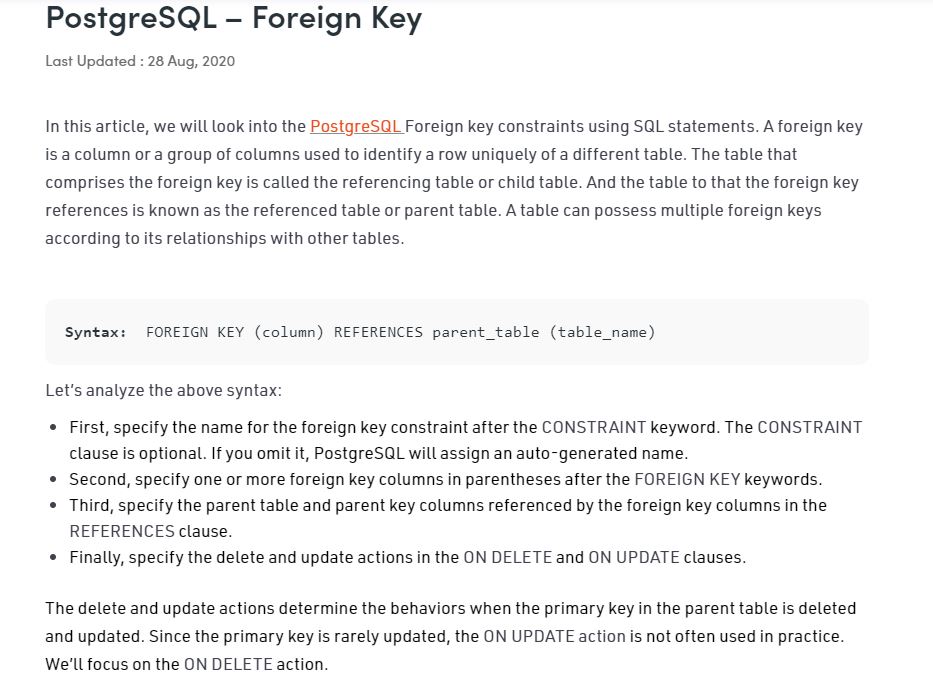 PostgreSQL – Foreign Key
Last Updated : 28 Aug, 2020
In this article, we will look into the PostgreSQL Foreign key constraints using SQL statements. A foreign key
is a column or a group of columns used to identify a row uniquely of a different table. The table that
comprises the foreign key is called the referencing table or child table. And the table to that the foreign key
references is known as the referenced table or parent table. A table can possess multiple foreign keys
according to its relationships with other tables.
Syntax: FOREIGN KEY (column) REFERENCES parent_table (table_name)
Let’s analyze the above syntax:
• First, specify the name for the foreign key constraint after the CONSTRAINT keyword. The CONSTRAINT
clause is optional. If you omit it, PostgreSQL will assign an auto-generated name.
• Second, specify one or more foreign key columns in parentheses after the FOREIGN KEY keywords.
• Third, specify the parent table and parent key columns referenced by the foreign key columns in the
REFERENCES clause.
• Finally, specify the delete and update actions in the ON DELETE and ON UPDATE clauses.
The delete and update actions determine the behaviors when the primary key in the parent table is deleted
and updated. Since the primary key is rarely updated, the ON UPDATE action is not often used in practice.
We’ll focus on the ON DELETE action.